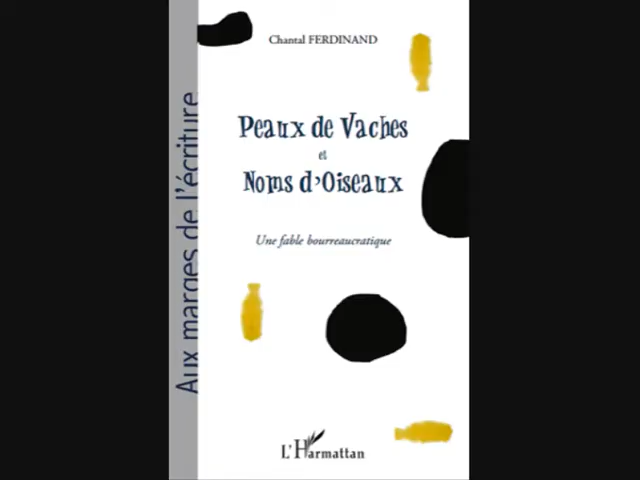 Chantal FERDINAND
Peaux de Vaches
et
Noms d'Oiseaux
Une fable bourreaucratique
Aux marges de l'écriture
L'Harmattan